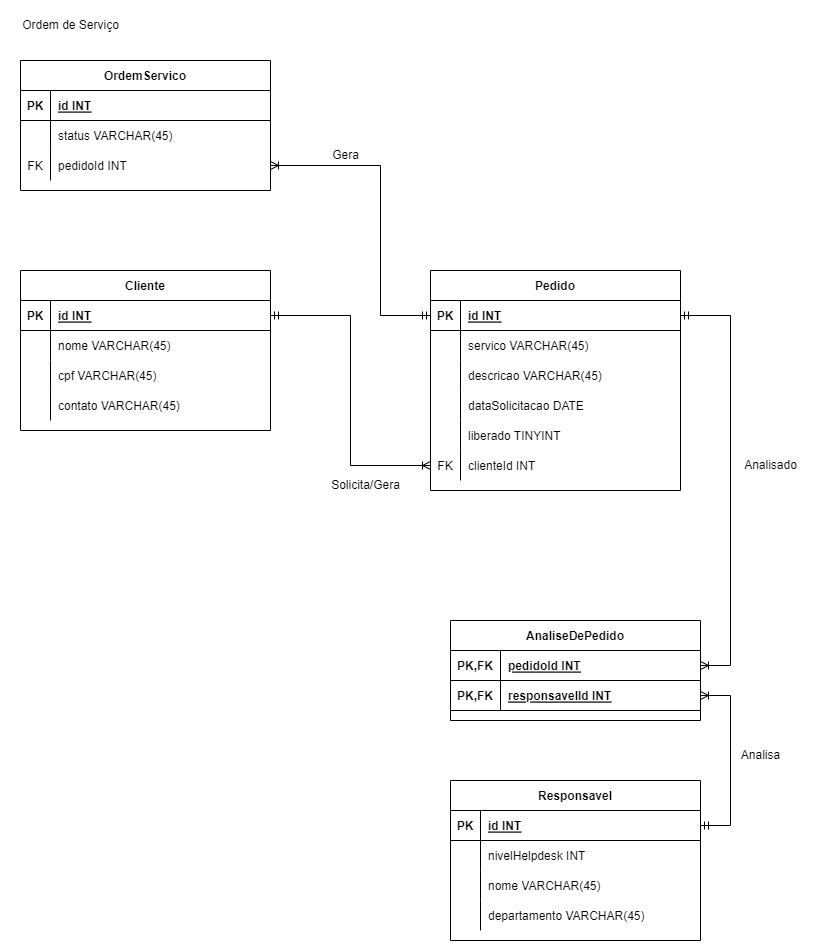 Ordem de Serviço
OrdemServico
PK id INT
status VARCHAR(45)
FK pedidoId INT
Gera
Cliente
PK id INT
nome VARCHAR(45)
cpf VARCHAR(45)
contato VARCHAR(45)
Pedido
PK id INT
servico VARCHAR(45)
descricao VARCHAR(45)
dataSolicitacao DATE
liberado TINYINT
FK clienteId INT
Solicita/Gera
Analisado
AnaliseDePedido
PK,FK pedidoId INT
PK,FK responsavelId INT
Analisa
Responsavel
PK id INT
nivelHelpdesk INT
nome VARCHAR(45)
departamento VARCHAR(45)